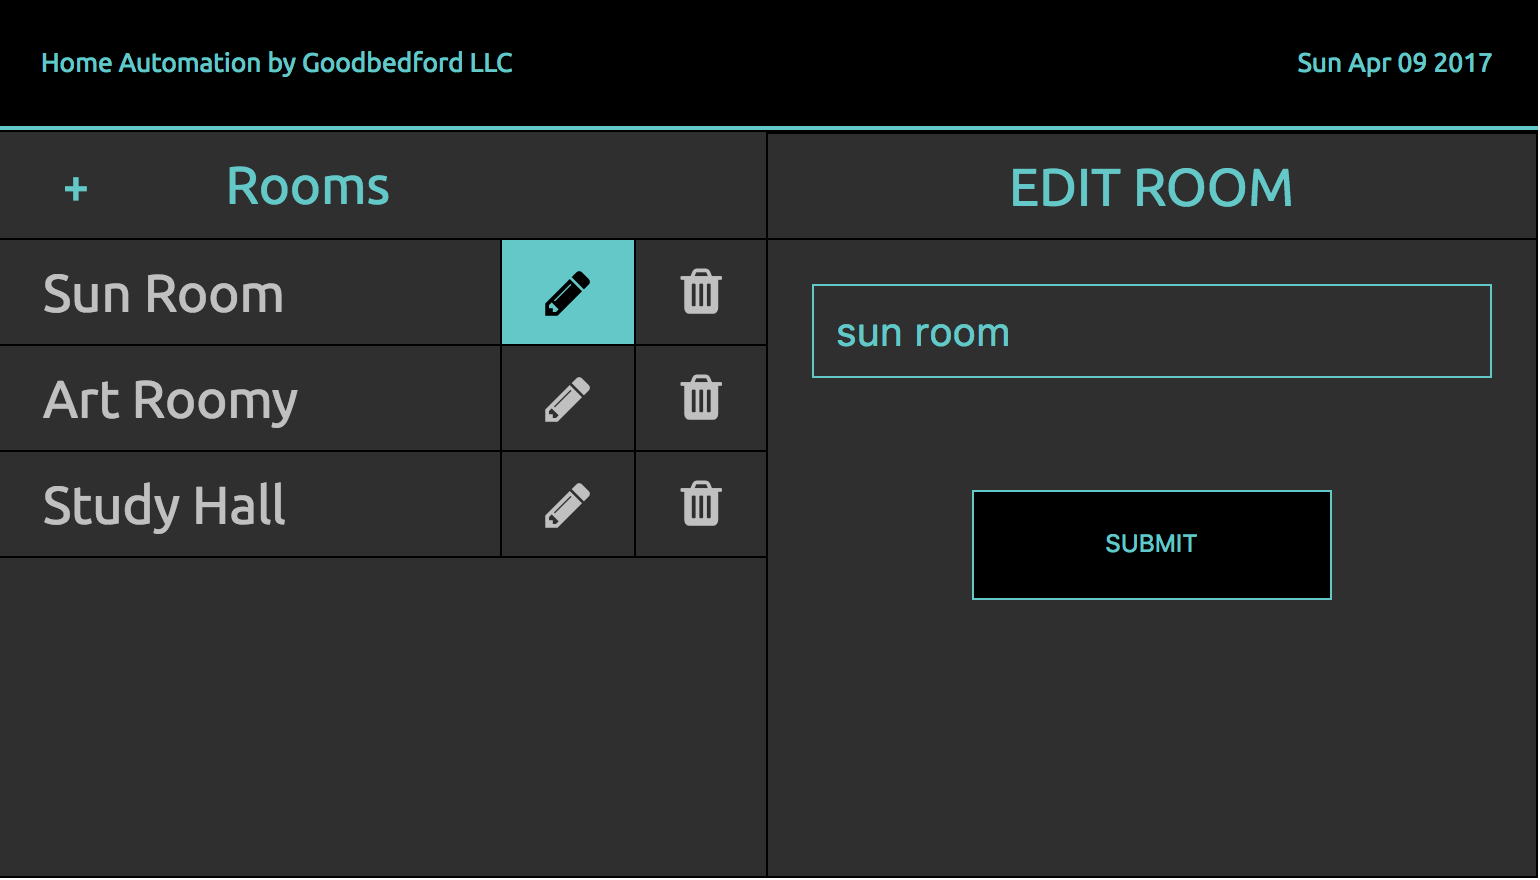 Home Automation by Goodbedford LLC
Sun Apr 09 2017
+ Rooms
EDIT ROOM
Sun Room
Art Roomy
Study Hall
sun room
SUBMIT